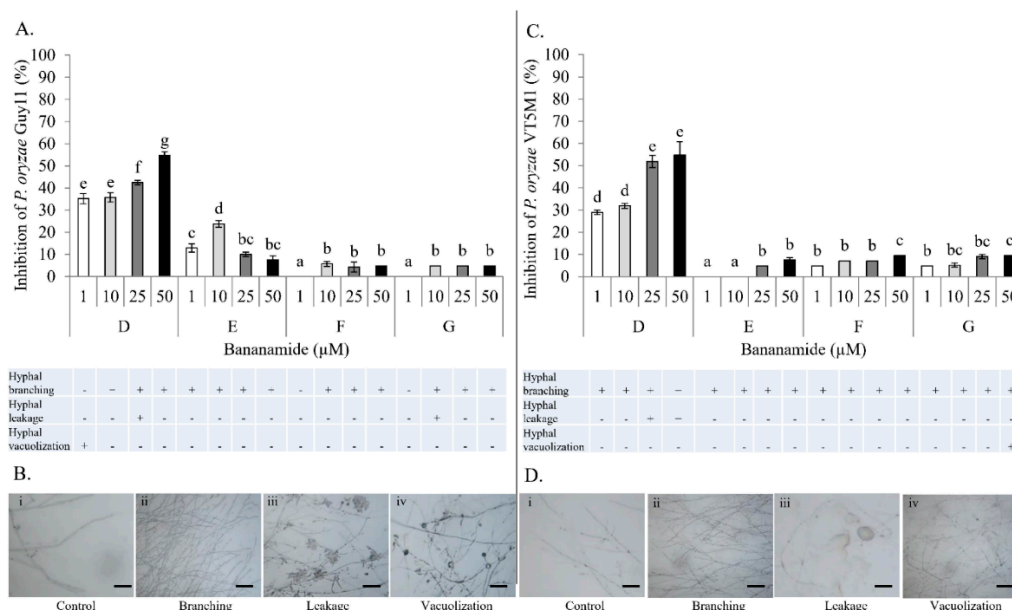 A.
Inhibition of P. oryzae Guy11 (%)
100
90
80
70
60
50
40
30
20
10
0
e e f g c d bc bc a b b b a b b b
1 10 25 50 1 10 25 50 1 10 25 50 1 10 25 50
D E F G
Bananamide (µM)
Hyphal
branching - – + + + + + + - + + + - + + +
Hyphal
leakage - - + - - - - - - - - - - + - -
Hyphal
vacuolization + - - - - - - - - - - - - - - -
B.
i ii iii iv
Control Branching Leakage Vacuolization
C.
Inhibition of P. oryzae VT5M1 (%)
100
90
80
70
60
50
40
30
20
10
0
d d e e a a b b b b b c b bc b c
1 10 25 50 1 10 25 50 1 10 25 50 1 10 25 50
D E F G
Bananamide (µM)
Hyphal
branching + + + – + + + + + + + + + + + +
Hyphal
leakage - - + – - - - - - - - - - - - -
Hyphal
vacuolization - - - - - - - - - - - - - - - +
D.
i ii iii iv
Control Branching Leakage Vacuolization